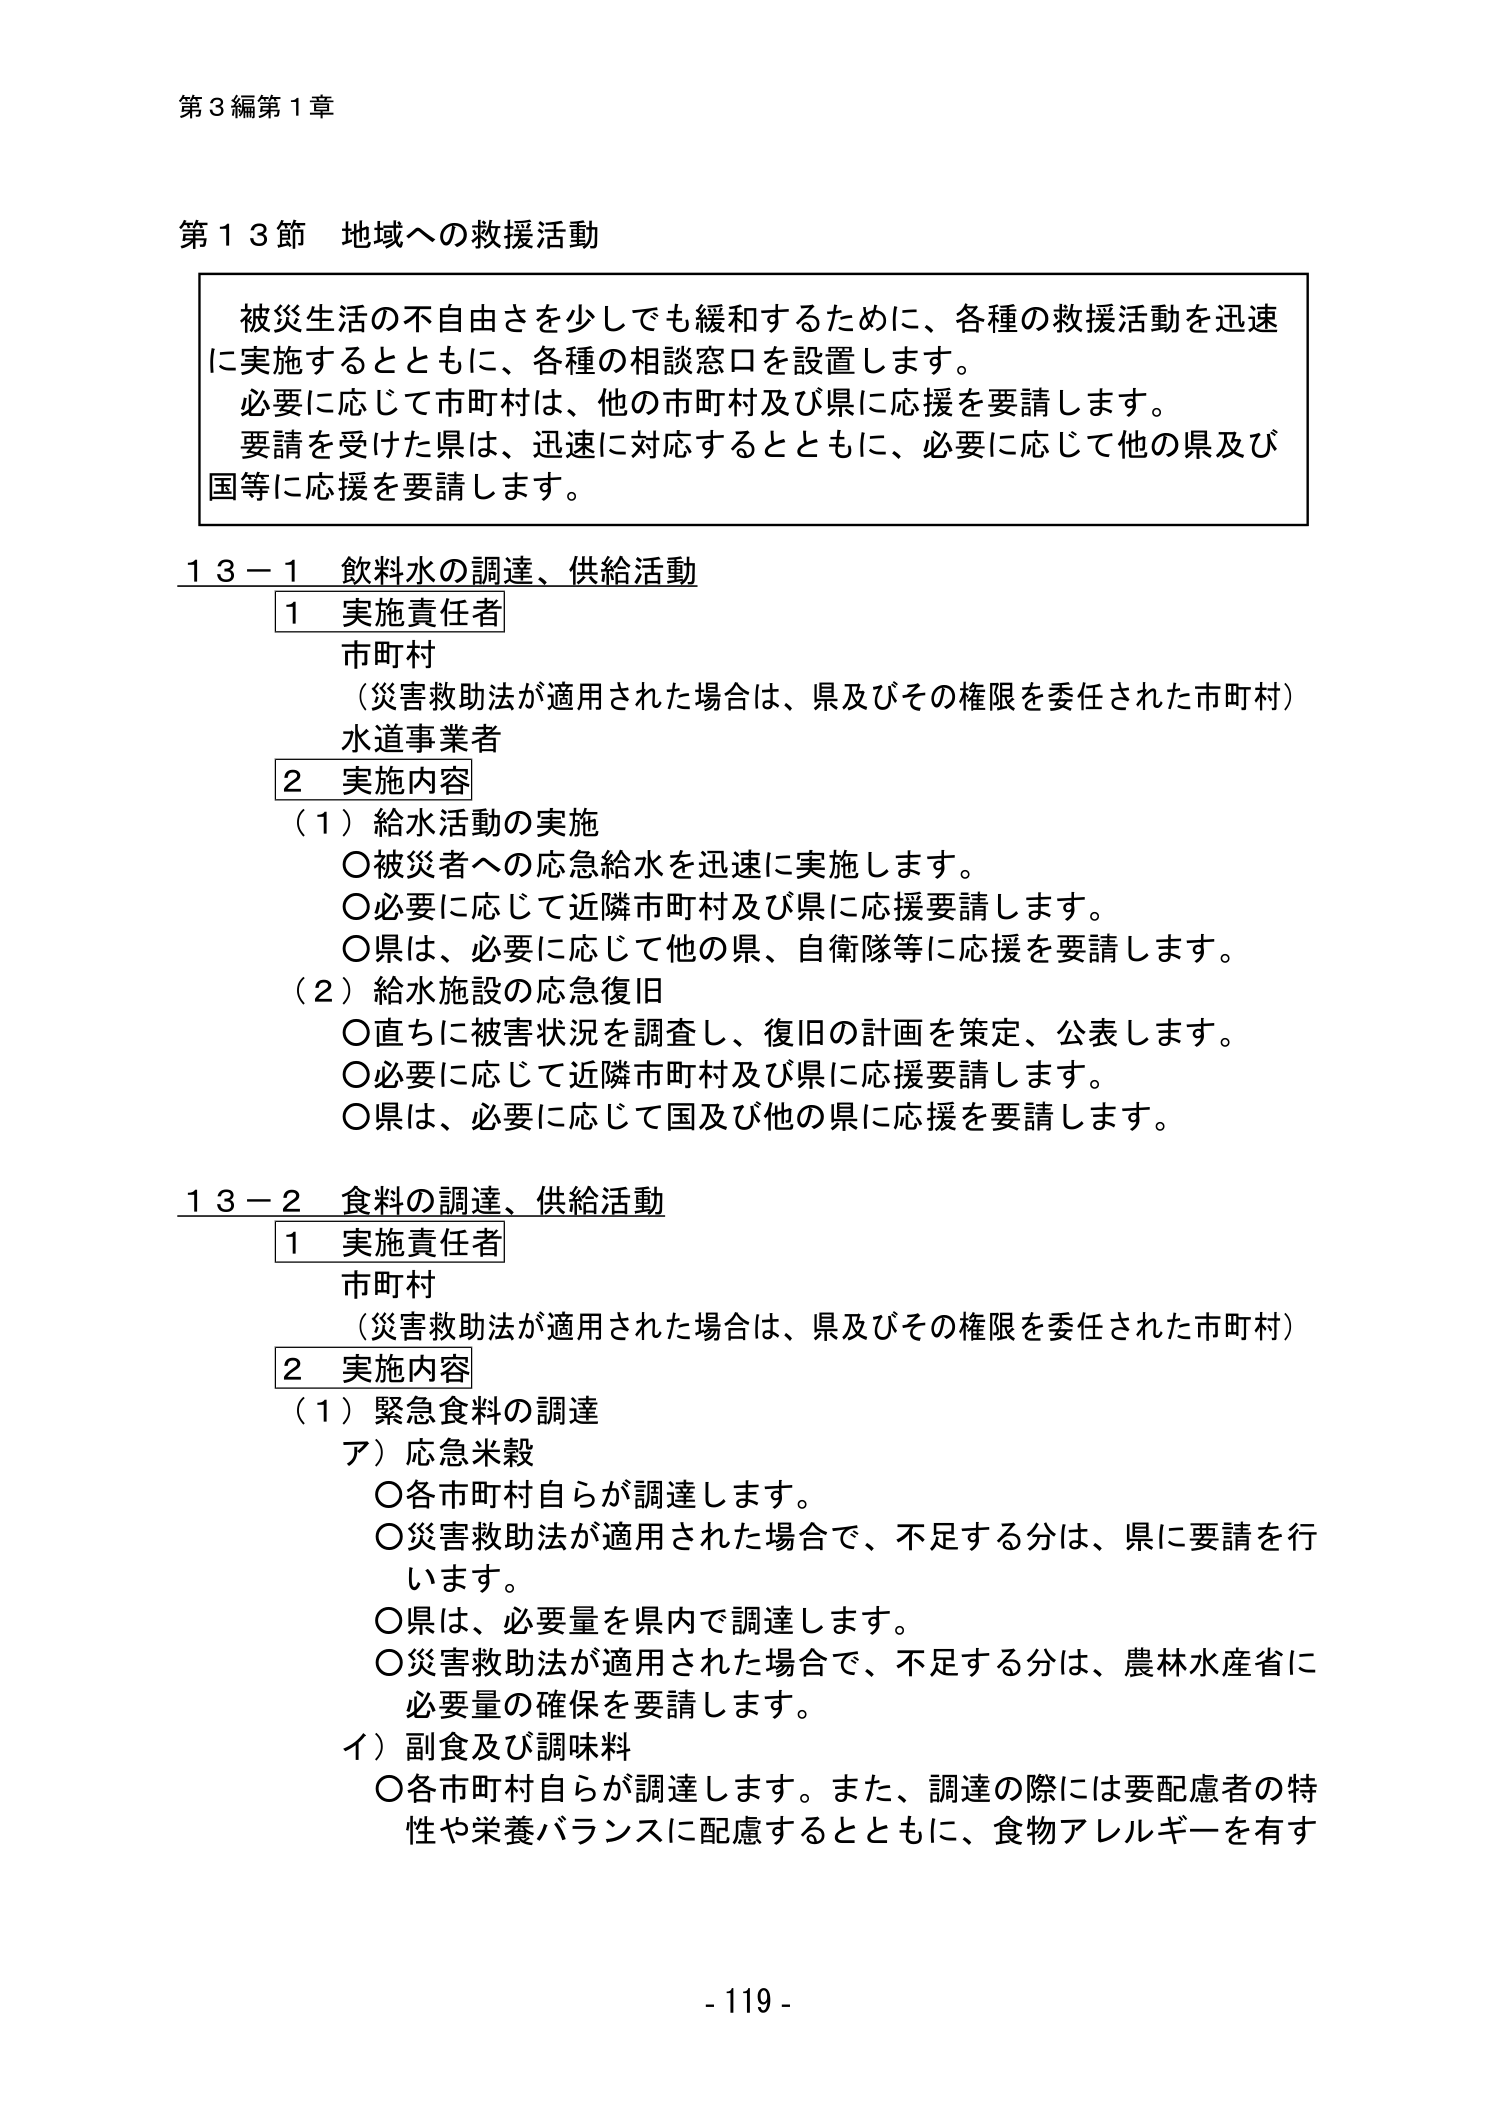 第３編第１章
第１３節　地域への救援活動
被災生活の不自由さを少しでも緩和するために、各種の救援活動を迅速
に実施するとともに、各種の相談窓口を設置します。
必要に応じて市町村は、他の市町村及び県に応援を要請します。
要請を受けた県は、迅速に対応するとともに、必要に応じて他の県及び
国等に応援を要請します。
１３－１　飲料水の調達、供給活動
１　実施責任者
市町村
（災害救助法が適用された場合は、県及びその権限を委任された市町村）
水道事業者
２　実施内容
（１）給水活動の実施
〇被災者への応急給水を迅速に実施します。
〇必要に応じて近隣市町村及び県に応援要請します。
〇県は、必要に応じて他の県、自衛隊等に応援を要請します。
（２）給水施設の応急復旧
〇直ちに被害状況を調査し、復旧の計画を策定、公表します。
〇必要に応じて近隣市町村及び県に応援要請します。
〇県は、必要に応じて国及び他の県に応援を要請します。
１３－２　食料の調達、供給活動
１　実施責任者
市町村
（災害救助法が適用された場合は、県及びその権限を委任された市町村）
２　実施内容
（１）緊急食料の調達
ア）応急米穀
〇各市町村自らが調達します。
〇災害救助法が適用された場合で、不足する分は、県に要請を行
います。
〇県は、必要量を県内で調達します。
〇災害救助法が適用された場合で、不足する分は、農林水産省に
必要量の確保を要請します。
イ）副食及び調味料
〇各市町村自らが調達します。また、調達の際には要配慮者の特
性や栄養バランスに配慮するとともに、食物アレルギーを有す
- 119 -